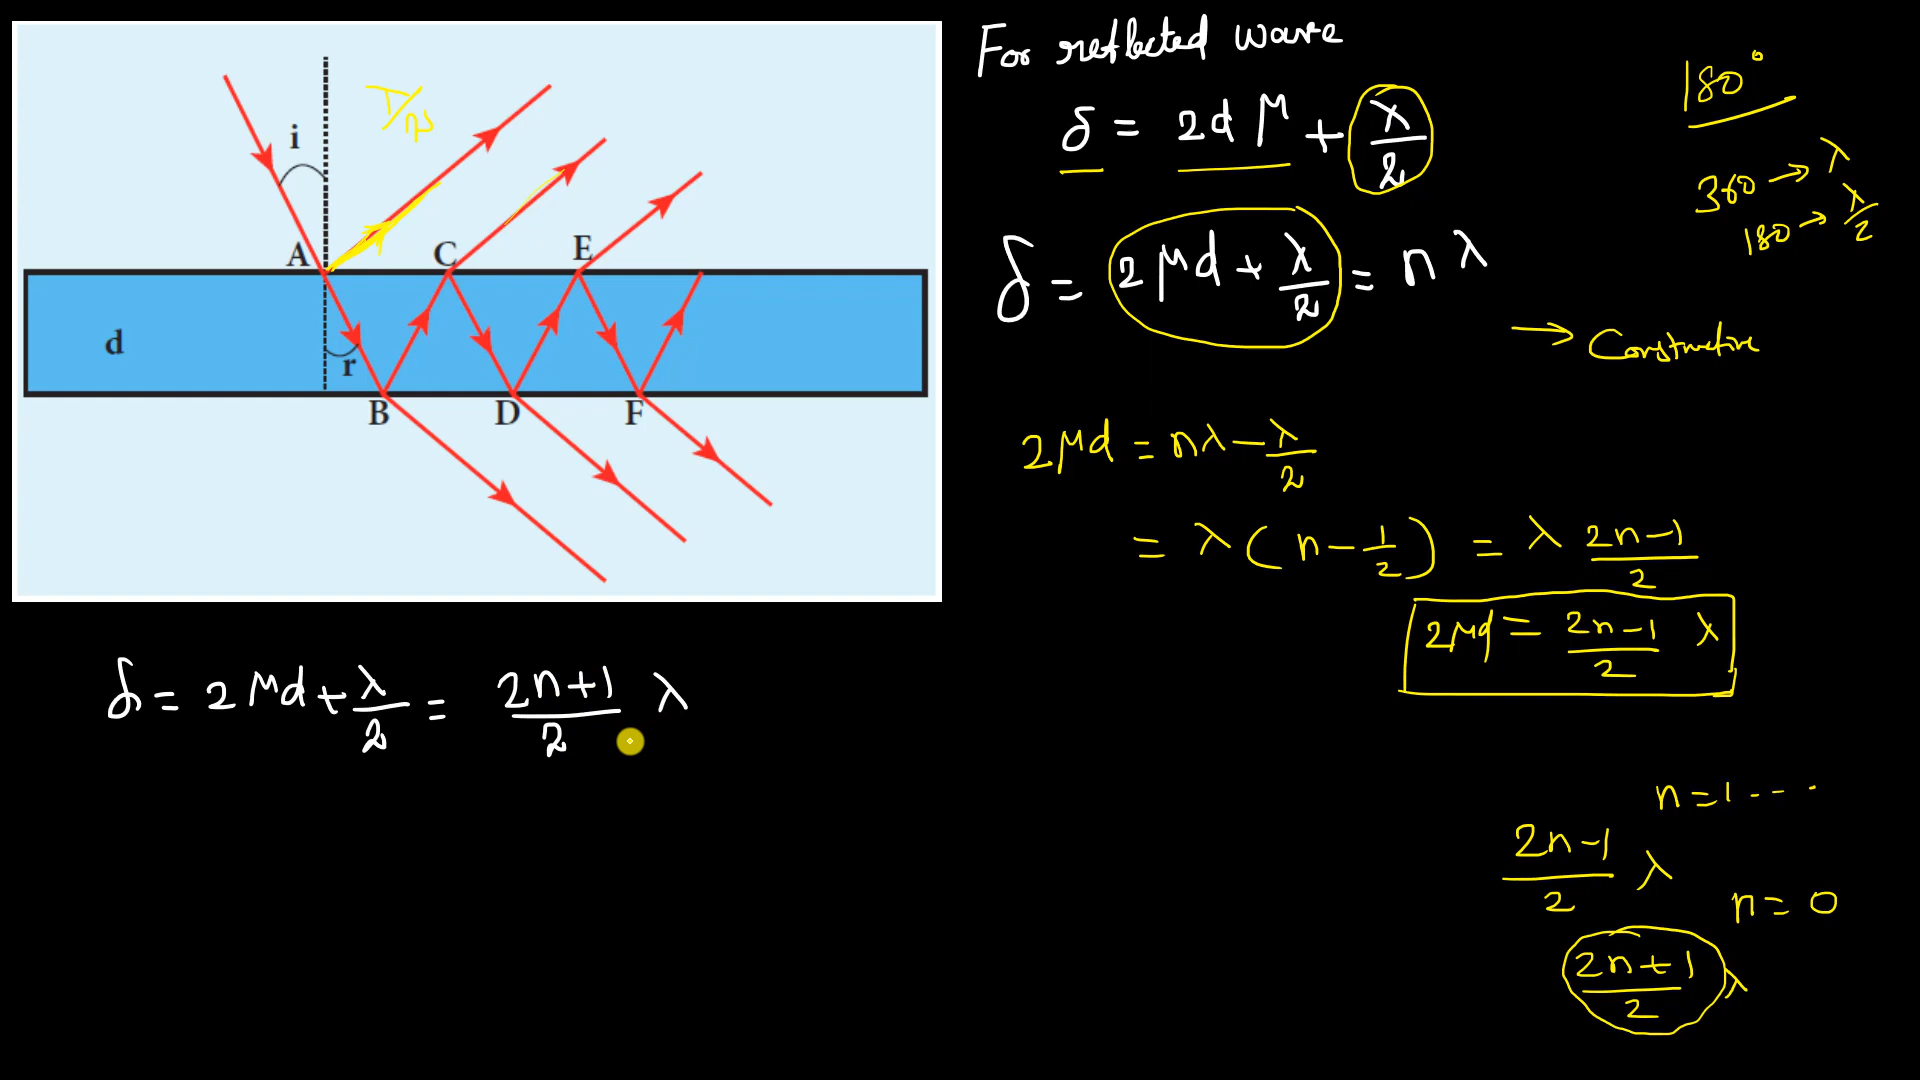 i
A
C
E
d
r
B
D
F
For reflected wave
δ = 2dμ + λ/2
180°
360 → λ
180 → λ/2
δ = 2μd + λ/2 = nλ
→ Constructive
2μd = nλ − λ/2
= λ(n − 1/2) = λ (2n−1)/2
2μd = (2n−1)/2 λ
δ = 2μd + λ/2 = (2n+1)/2 λ
n = 1 - - - .
(2n−1)/2 λ
n = 0
(2n+1)/2 λ